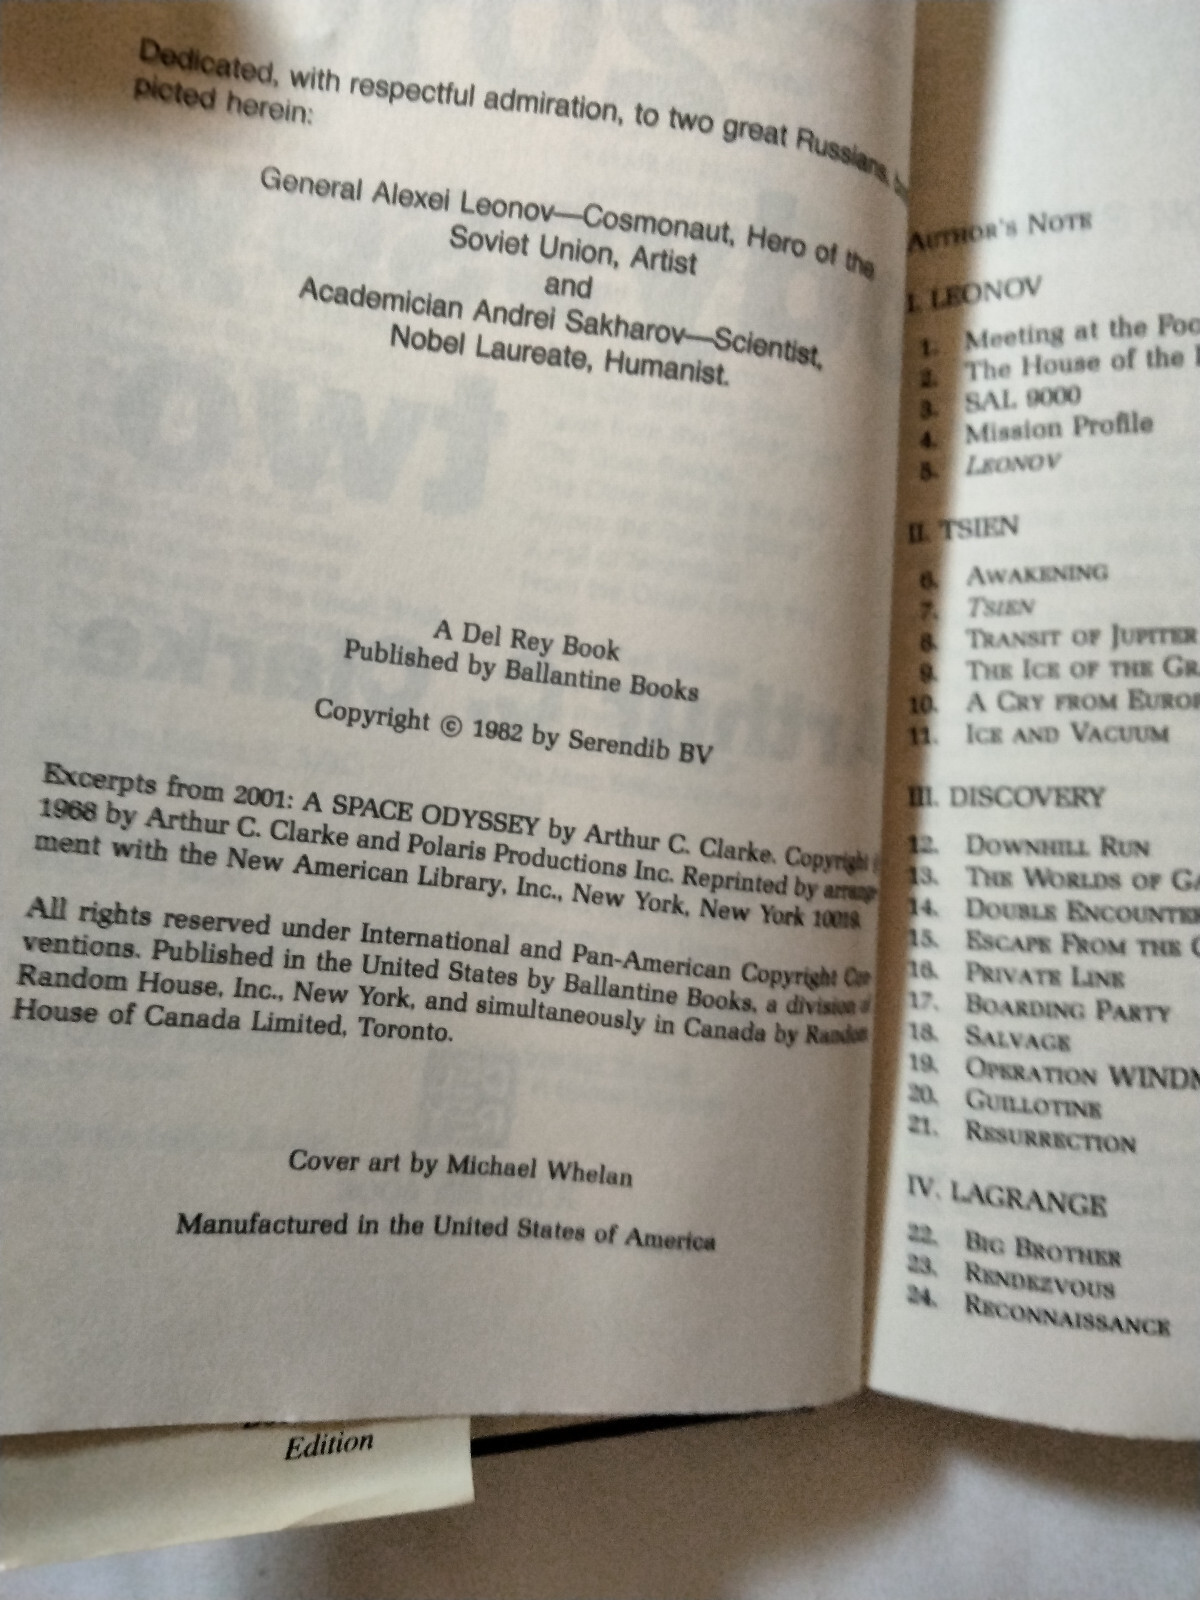 Dedicated, with respectful admiration, to two great Russians,
picted herein:
General Alexei Leonov—Cosmonaut, Hero of the
Soviet Union, Artist
and
Academician Andrei Sakharov—Scientist,
Nobel Laureate, Humanist.
A Del Rey Book
Published by Ballantine Books
Copyright © 1982 by Serendib BV
Excerpts from 2001: A SPACE ODYSSEY by Arthur C. Clarke. Copyright
1968 by Arthur C. Clarke and Polaris Productions Inc. Reprinted by arrange-
ment with the New American Library, Inc., New York, New York 10019.
All rights reserved under International and Pan-American Copyright Con-
ventions. Published in the United States by Ballantine Books, a division of
Random House, Inc., New York, and simultaneously in Canada by Random
House of Canada Limited, Toronto.
Cover art by Michael Whelan
Manufactured in the United States of America
Edition
AUTHOR'S NOTE
I. LEONOV
1. Meeting at the Foc
2. The House of the
3. SAL 9000
4. Mission Profile
5. LEONOV
II. TSIEN
6. AWAKENING
7. TSIEN
8. TRANSIT OF JUPITER
9. THE ICE OF THE GR
10. A CRY FROM EUROP
11. ICE AND VACUUM
III. DISCOVERY
12. DOWNHILL RUN
13. THE WORLDS OF GA
14. DOUBLE ENCOUNTER
15. ESCAPE FROM THE
16. PRIVATE LINE
17. BOARDING PARTY
18. SALVAGE
19. OPERATION WINDM
20. GUILLOTINE
21. RESURRECTION
IV. LAGRANGE
22. BIG BROTHER
23. RENDEZVOUS
24. RECONNAISSANCE